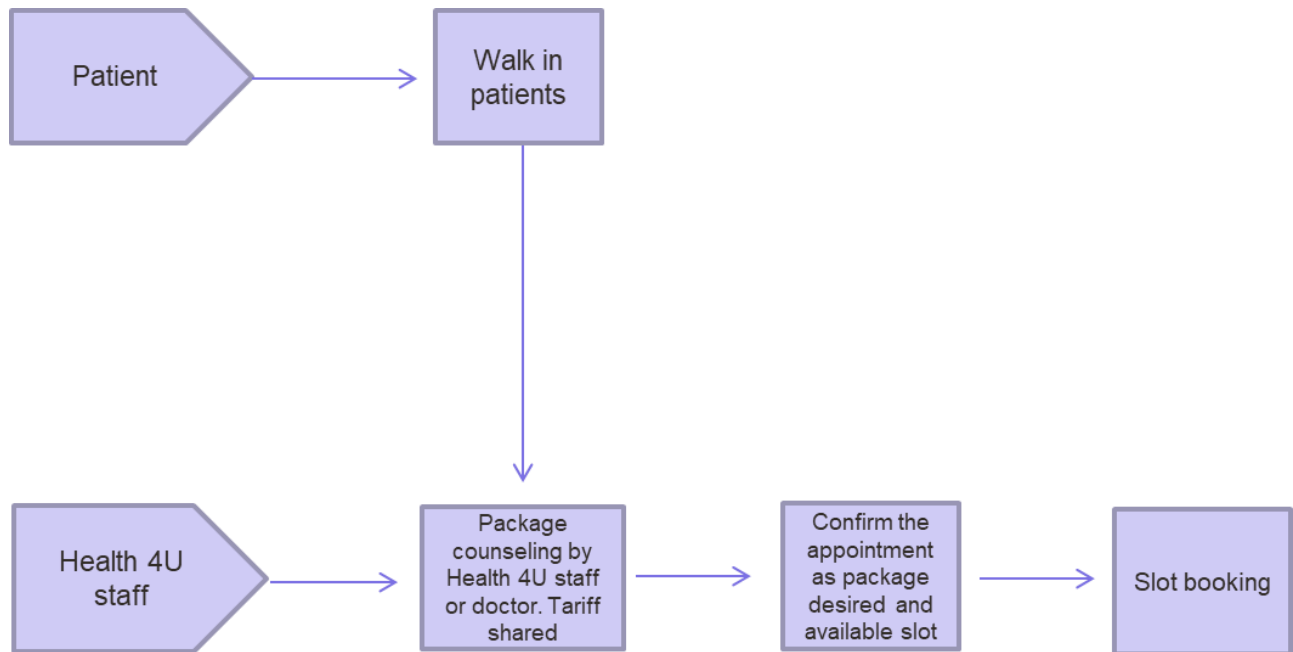 Patient
Walk in
patients
Health 4U
staff
Package
counseling by
Health 4U staff
or doctor. Tariff
shared
Confirm the
appointment
as package
desired and
available slot
Slot booking